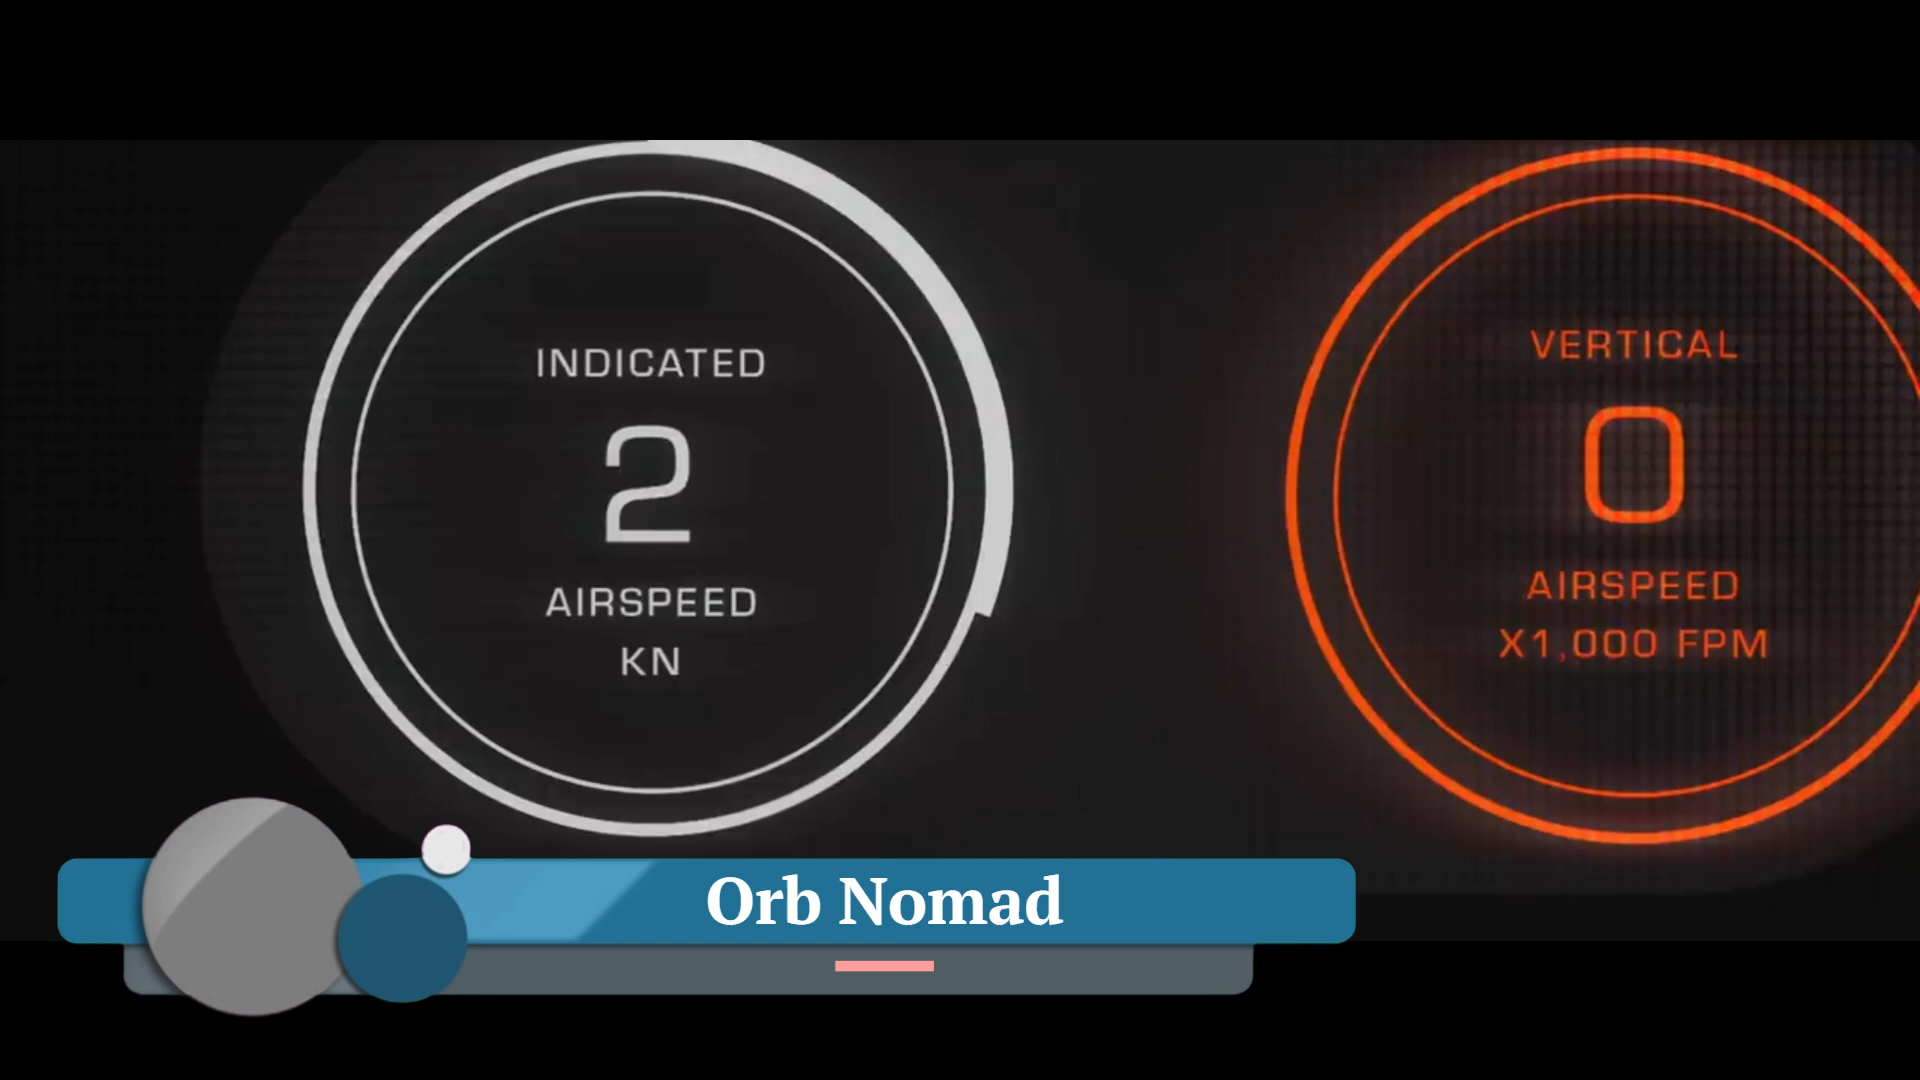 INDICATED
2
AIRSPEED
KN
VERTICAL
0
AIRSPEED
X1,000 FPM
Orb Nomad